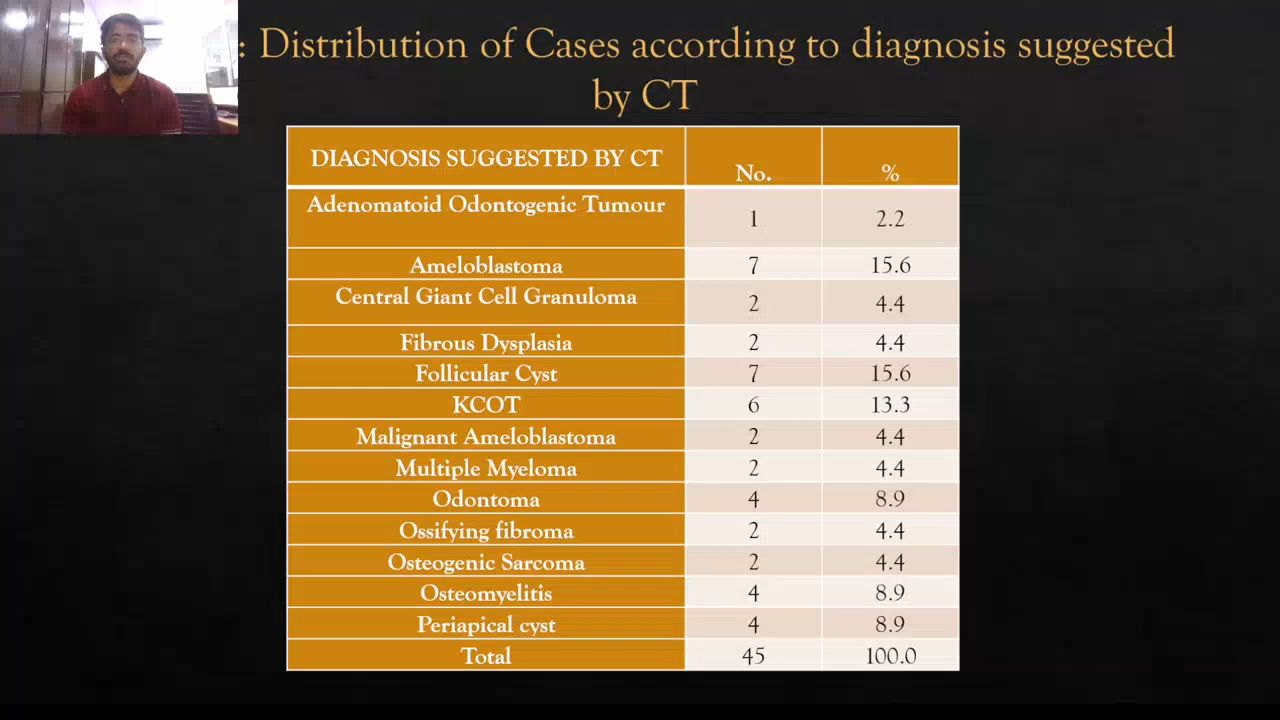 : Distribution of Cases according to diagnosis suggested
by CT
DIAGNOSIS SUGGESTED BY CT No. %
Adenomatoid Odontogenic Tumour 1 2.2
Ameloblastoma 7 15.6
Central Giant Cell Granuloma 2 4.4
Fibrous Dysplasia 2 4.4
Follicular Cyst 7 15.6
KCOT 6 13.3
Malignant Ameloblastoma 2 4.4
Multiple Myeloma 2 4.4
Odontoma 4 8.9
Ossifying fibroma 2 4.4
Osteogenic Sarcoma 2 4.4
Osteomyelitis 4 8.9
Periapical cyst 4 8.9
Total 45 100.0